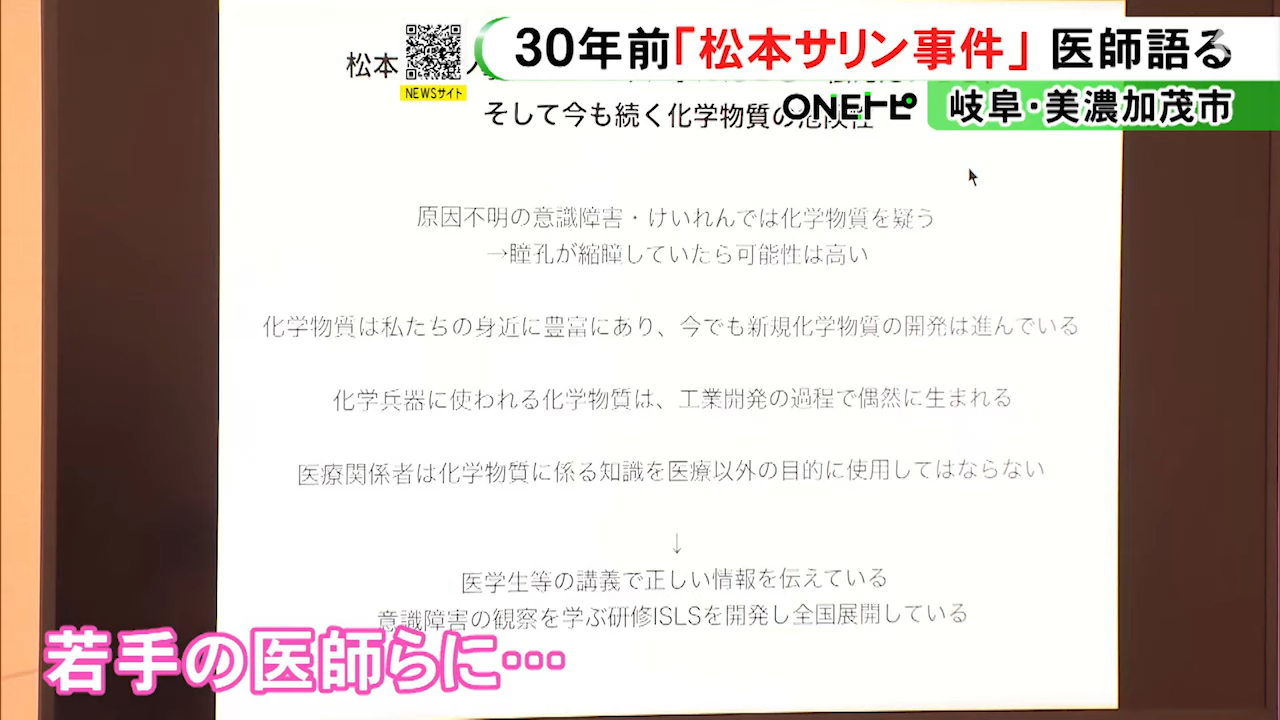 30年前「松本サリン事件」 医師語る
NEWSサイト
ONEトピ
岐阜・美濃加茂市
松本
そして今も続く化学物質の危険性
原因不明の意識障害・けいれんでは化学物質を疑う
→瞳孔が縮瞳していたら可能性は高い
化学物質は私たちの身近に豊富にあり、今でも新規化学物質の開発は進んでいる
化学兵器に使われる化学物質は、工業開発の過程で偶然に生まれる
医療関係者は化学物質に係る知識を医療以外の目的に使用してはならない
↓
医学生等の講義で正しい情報を伝えている
意識障害の観察を学ぶ研修ISLSを開発し全国展開している
若手の医師らに…